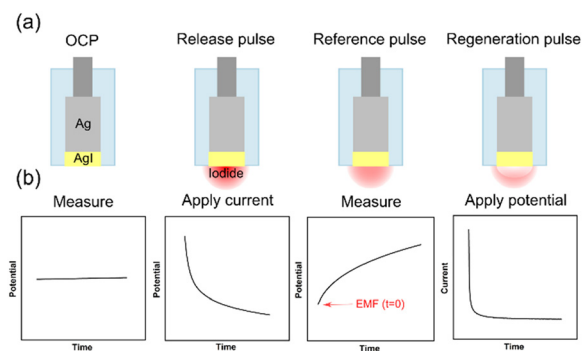 (a)
OCP
Release pulse
Reference pulse
Regeneration pulse
Ag
AgI
Iodide
(b)
Measure
Apply current
Measure
Apply potential
Potential
Time
Potential
Time
Potential
EMF (t=0)
Time
Current
Time